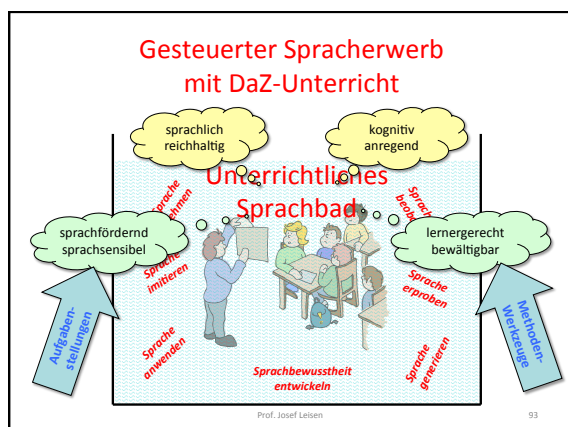 Gesteuerter Spracherwerb
mit DaZ-Unterricht
sprachlich
reichhaltig
kognitiv
anregend
Unterrichtliches
Sprachbad
Sprache
sprachfördernd
sprachsensibel
lernergerecht
bewältigbar
Sprache
imitieren
Sprache
erproben
Sprache
anwenden
Sprache
generieren
Sprachbewusstheit
entwickeln
Aufgaben-
stellungen
Methoden-
Werkzeuge
Prof. Josef Leisen
93